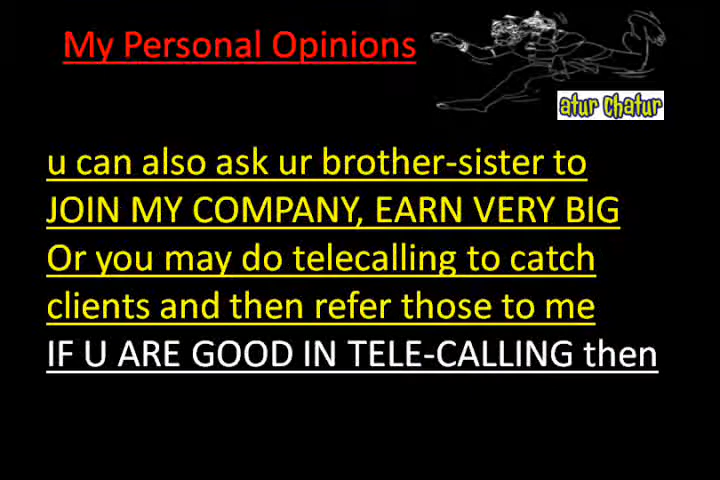 My Personal Opinions
atur chatur
u can also ask ur brother-sister to
JOIN MY COMPANY, EARN VERY BIG
Or you may do telecalling to catch
clients and then refer those to me
IF U ARE GOOD IN TELE-CALLING then